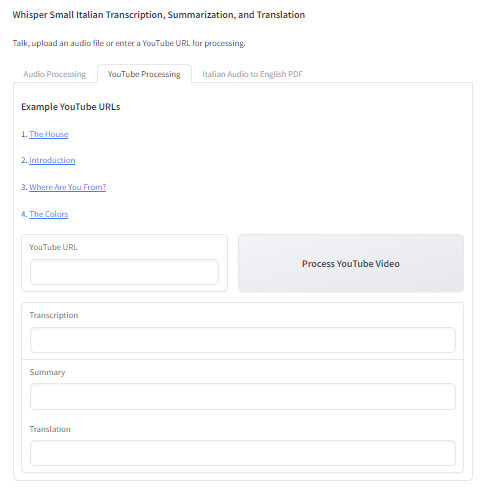 Whisper Small Italian Transcription, Summarization, and Translation
Talk, upload an audio file or enter a YouTube URL for processing.
Audio Processing YouTube Processing Italian Audio to English PDF
Example YouTube URLs
1. The House
2. Introduction
3. Where Are You From?
4. The Colors
YouTube URL
Process YouTube Video
Transcription
Summary
Translation